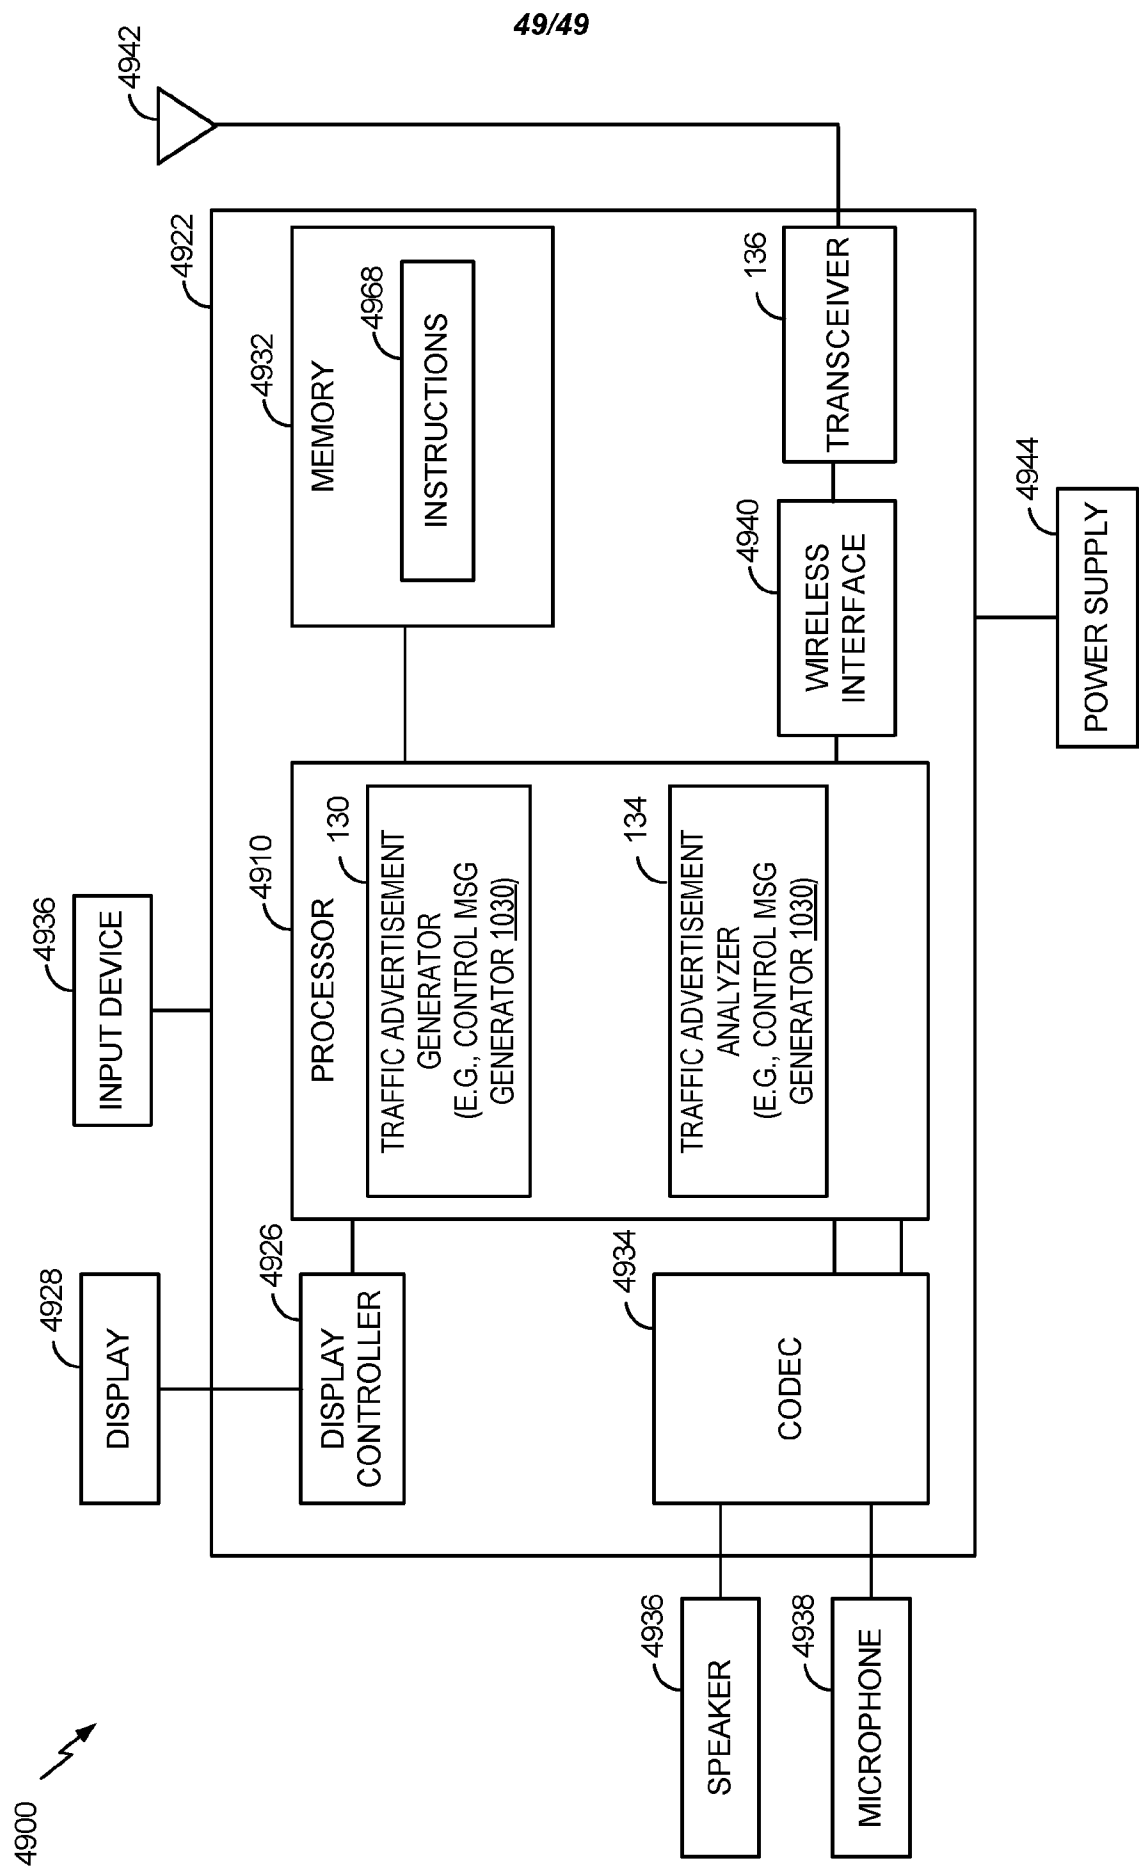 49/49
4900
4928
DISPLAY
4936
INPUT DEVICE
4942
4922
4926
DISPLAY
CONTROLLER
4910
PROCESSOR
130
TRAFFIC ADVERTISEMENT
GENERATOR
(E.G., CONTROL MSG
GENERATOR 1030)
134
TRAFFIC ADVERTISEMENT
ANALYZER
(E.G., CONTROL MSG
GENERATOR 1030)
4932
MEMORY
4968
INSTRUCTIONS
4936
SPEAKER
4938
MICROPHONE
4934
CODEC
4940
WIRELESS
INTERFACE
136
TRANSCEIVER
4944
POWER SUPPLY